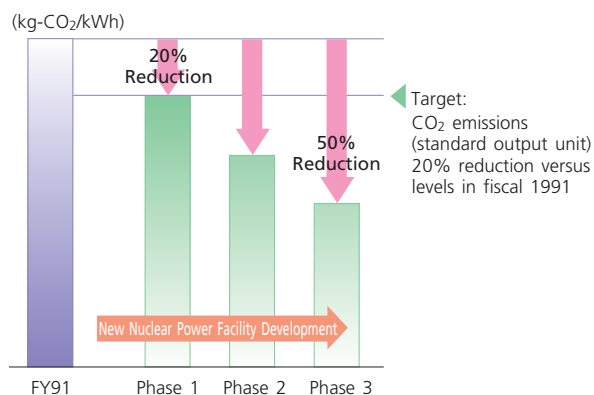 (kg-CO₂/kWh)
20%
Reduction
50%
Reduction
Target:
CO₂ emissions
(standard output unit)
20% reduction versus
levels in fiscal 1991
New Nuclear Power Facility Development
FY91 Phase 1 Phase 2 Phase 3